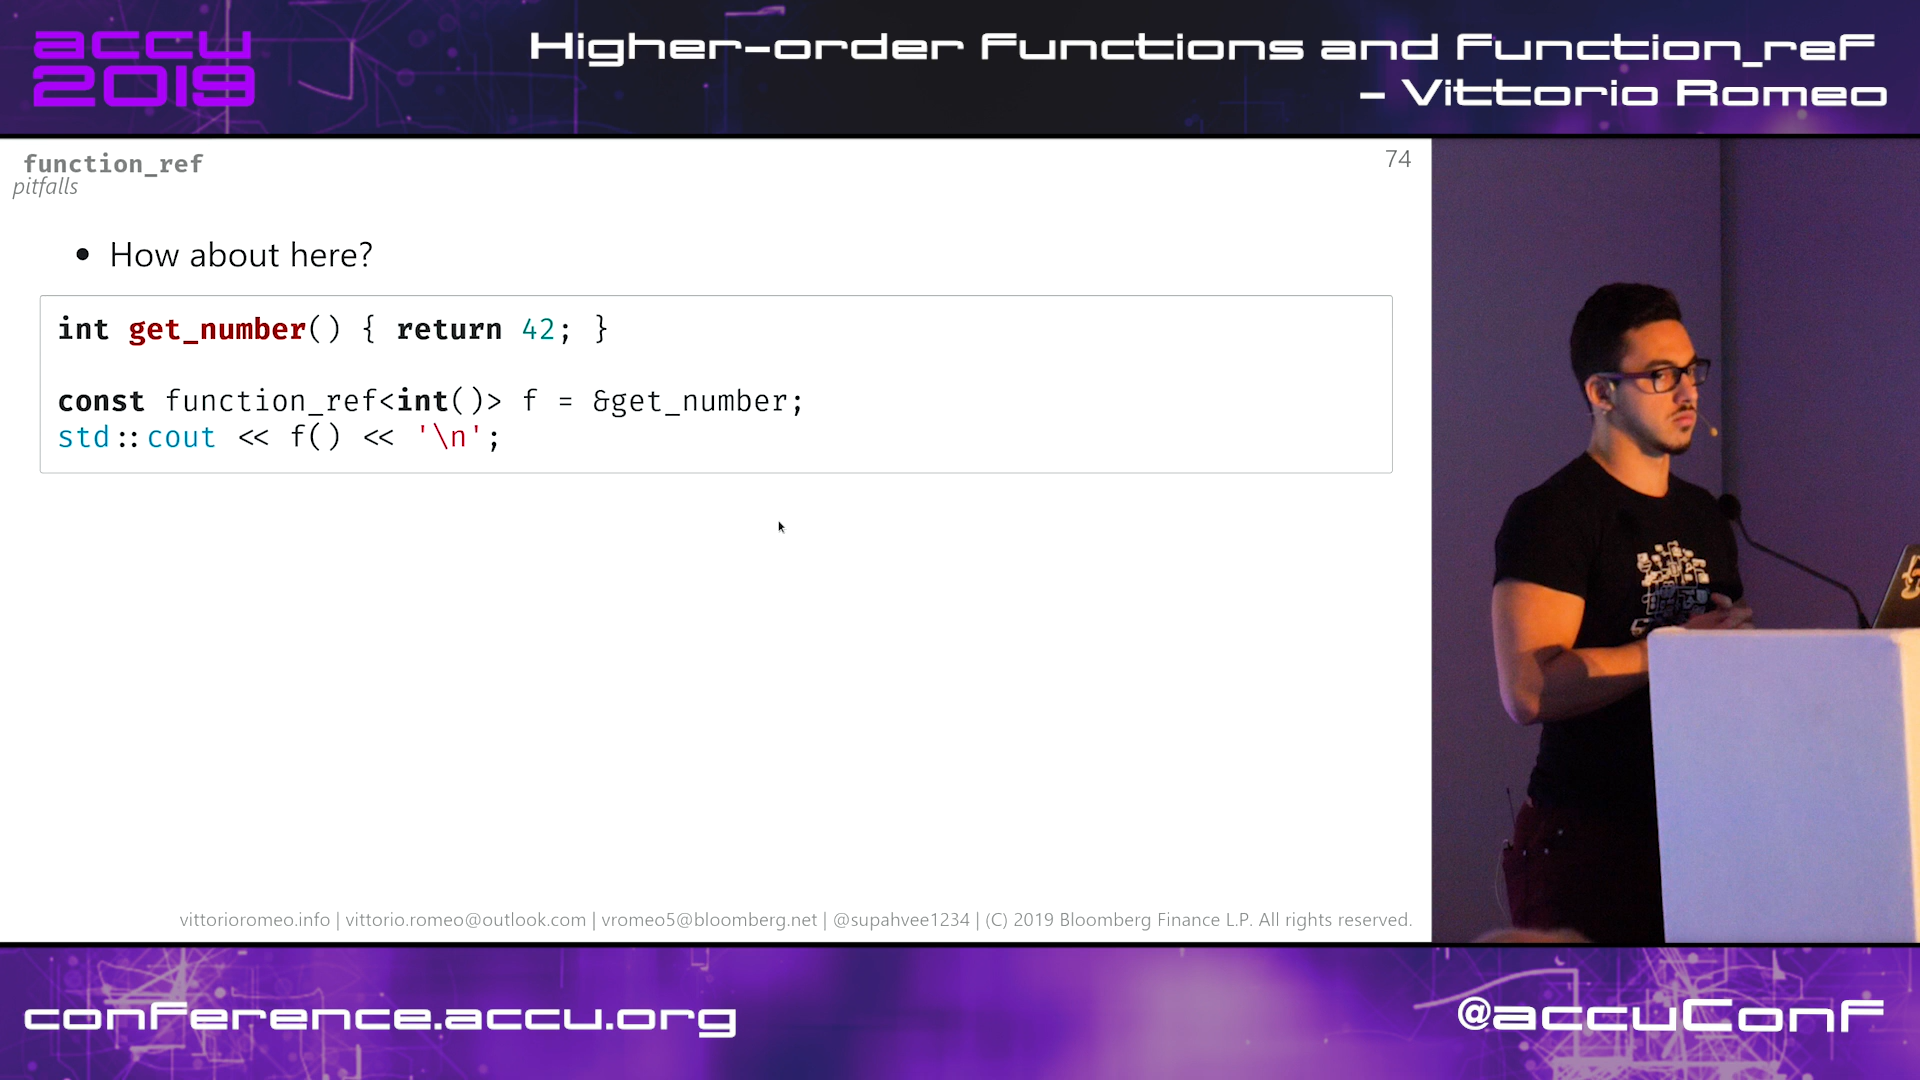 accu
2019
Higher-order Functions and Function_ref
- Vittorio Romeo
function_ref
pitfalls
74
• How about here?
int get_number() { return 42; }
const function_ref<int()> f = &get_number;
std::cout << f() << '\n';
vittorioromeo.info | vittorio.romeo@outlook.com | vromeo5@bloomberg.net | @supahvee1234 | (C) 2019 Bloomberg Finance L.P. All rights reserved.
conference.accu.org
@accuConf